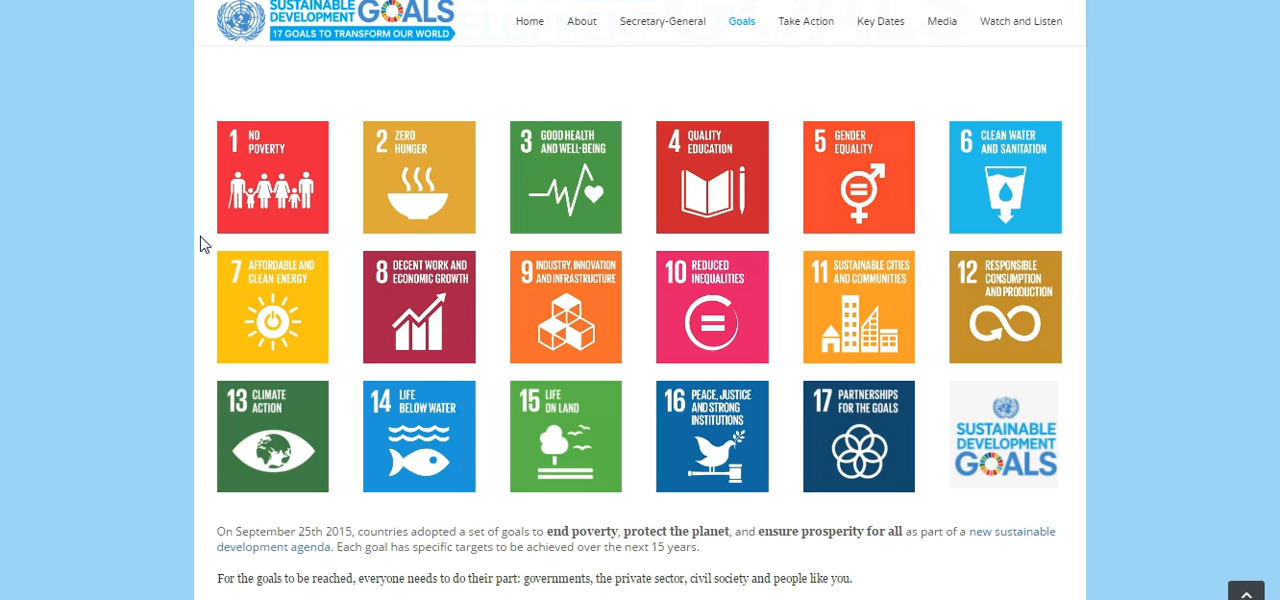 SUSTAINABLE
DEVELOPMENT
GOALS
17 GOALS TO TRANSFORM OUR WORLD
Home About Secretary-General Goals Take Action Key Dates Media Watch and Listen
1 NO
POVERTY
2 ZERO
HUNGER
3 GOOD HEALTH
AND WELL-BEING
4 QUALITY
EDUCATION
5 GENDER
EQUALITY
6 CLEAN WATER
AND SANITATION
7 AFFORDABLE AND
CLEAN ENERGY
8 DECENT WORK AND
ECONOMIC GROWTH
9 INDUSTRY, INNOVATION
AND INFRASTRUCTURE
10 REDUCED
INEQUALITIES
11 SUSTAINABLE CITIES
AND COMMUNITIES
12 RESPONSIBLE
CONSUMPTION
AND PRODUCTION
13 CLIMATE
ACTION
14 LIFE
BELOW WATER
15 LIFE
ON LAND
16 PEACE, JUSTICE
AND STRONG
INSTITUTIONS
17 PARTNERSHIPS
FOR THE GOALS
SUSTAINABLE
DEVELOPMENT
GOALS
On September 25th 2015, countries adopted a set of goals to end poverty, protect the planet, and ensure prosperity for all as part of a new sustainable
development agenda. Each goal has specific targets to be achieved over the next 15 years.
For the goals to be reached, everyone needs to do their part: governments, the private sector, civil society and people like you.